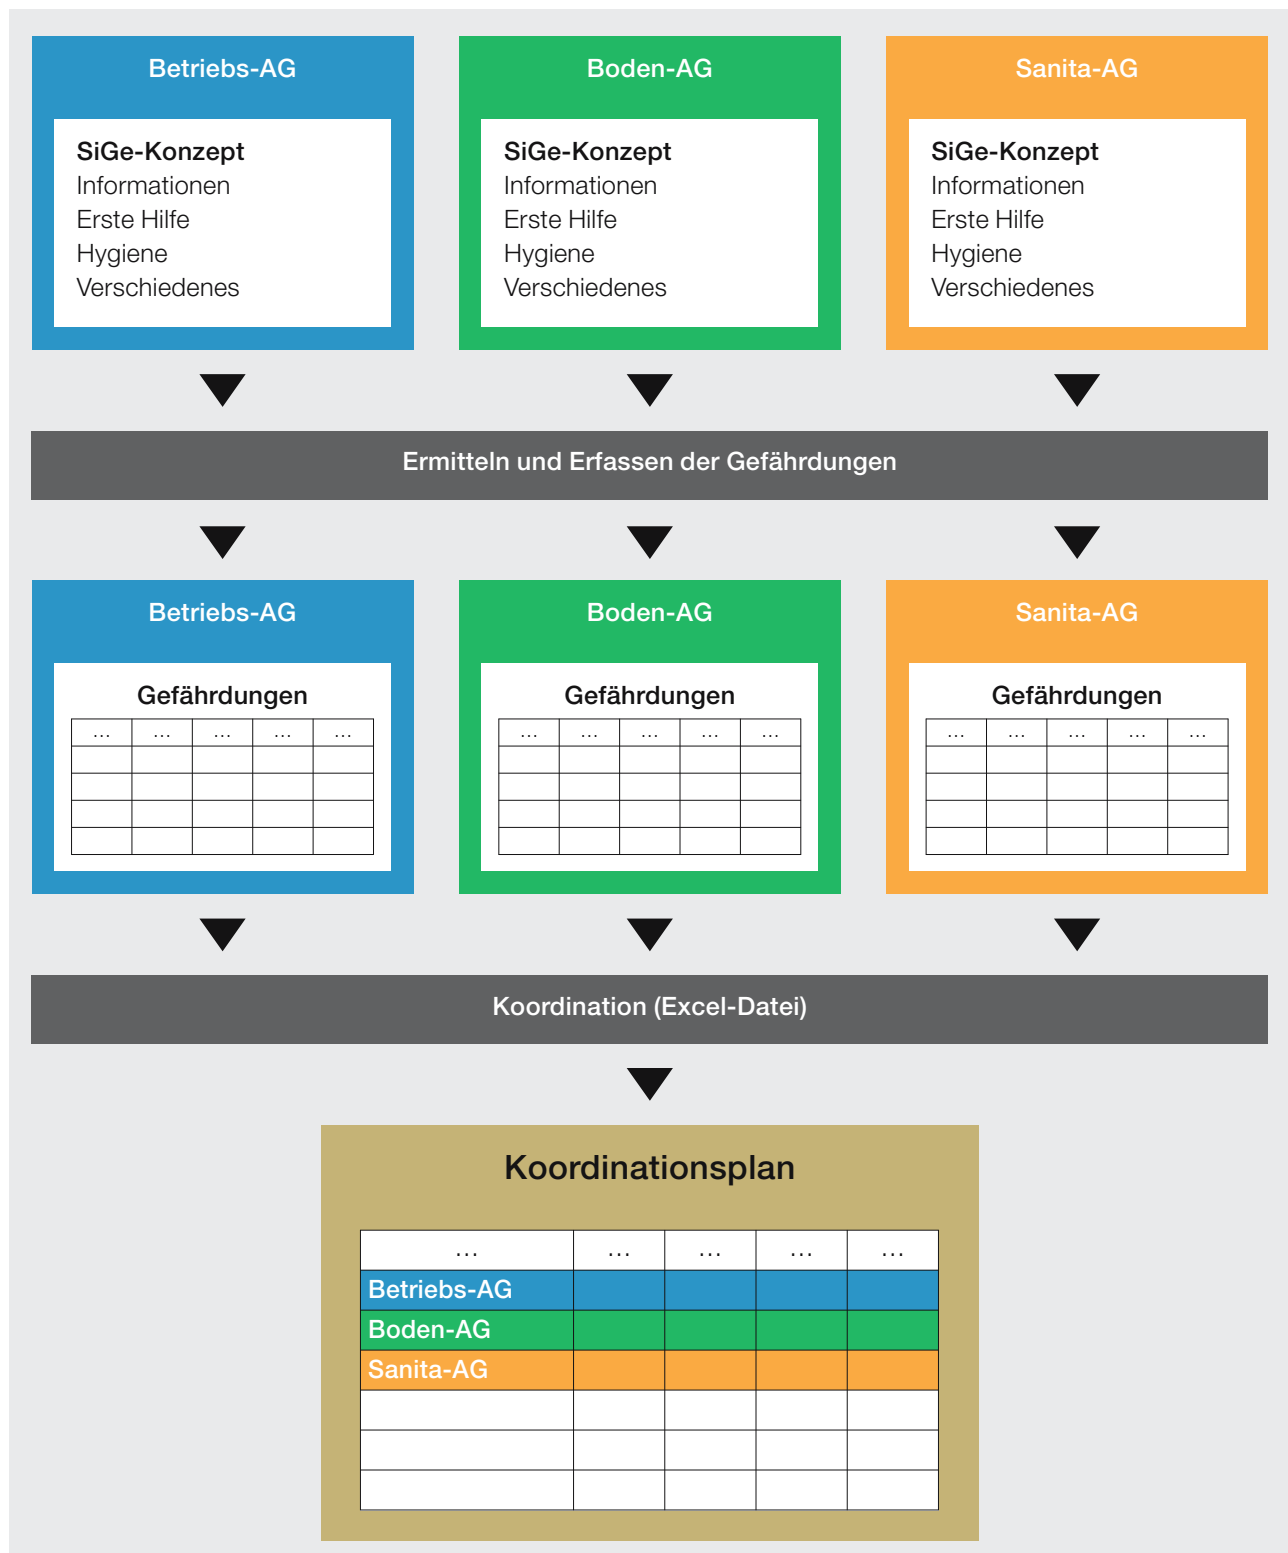 Betriebs-AG
SiGe-Konzept
Informationen
Erste Hilfe
Hygiene
Verschiedenes
Boden-AG
SiGe-Konzept
Informationen
Erste Hilfe
Hygiene
Verschiedenes
Sanita-AG
SiGe-Konzept
Informationen
Erste Hilfe
Hygiene
Verschiedenes
Ermitteln und Erfassen der Gefährdungen
Betriebs-AG
Gefährdungen
... ... ... ... ...
Boden-AG
Gefährdungen
... ... ... ... ...
Sanita-AG
Gefährdungen
... ... ... ... ...
Koordination (Excel-Datei)
Koordinationsplan
... ... ... ... ...
Betriebs-AG
Boden-AG
Sanita-AG